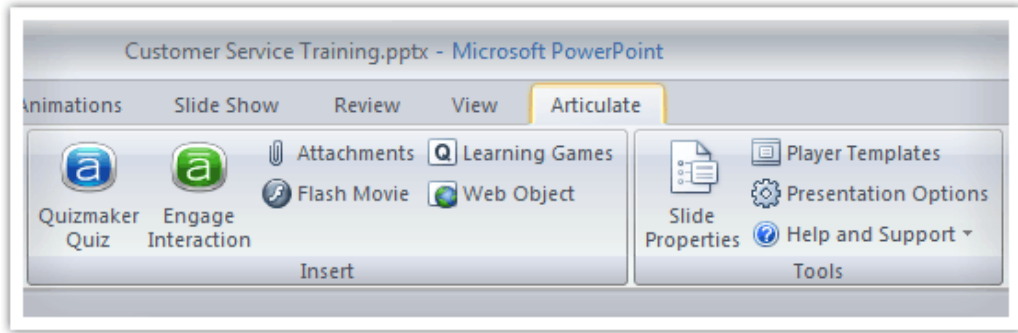 Customer Service Training.pptx - Microsoft PowerPoint
Animations Slide Show Review View Articulate
Quizmaker
Quiz
Engage
Interaction
Attachments
Flash Movie
Learning Games
Web Object
Insert
Slide
Properties
Player Templates
Presentation Options
Help and Support
Tools